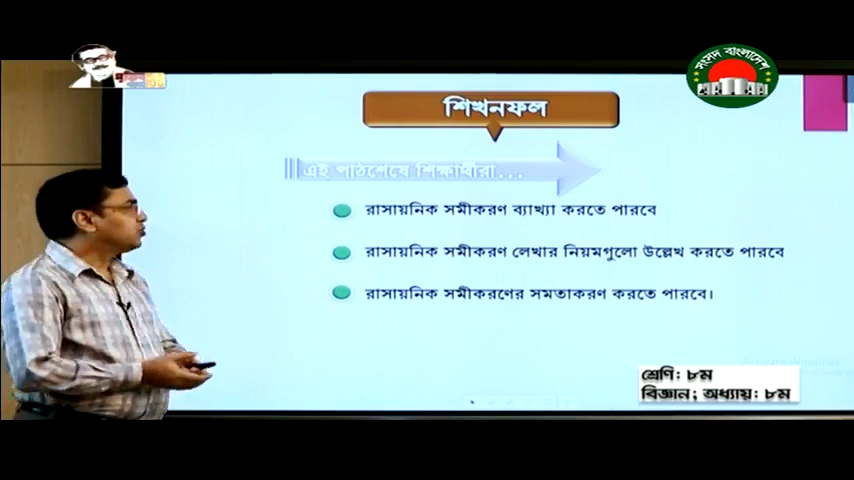 সংসদ বাংলাদেশ
শিখনফল
এই পাঠশেষে শিক্ষার্থীরা...
রাসায়নিক সমীকরণ ব্যাখ্যা করতে পারবে
রাসায়নিক সমীকরণ লেখার নিয়মগুলো উল্লেখ করতে পারবে
রাসায়নিক সমীকরণের সমতাকরণ করতে পারবে।
শ্রেণি: ৮ম
বিজ্ঞান; অধ্যায়: ৮ম